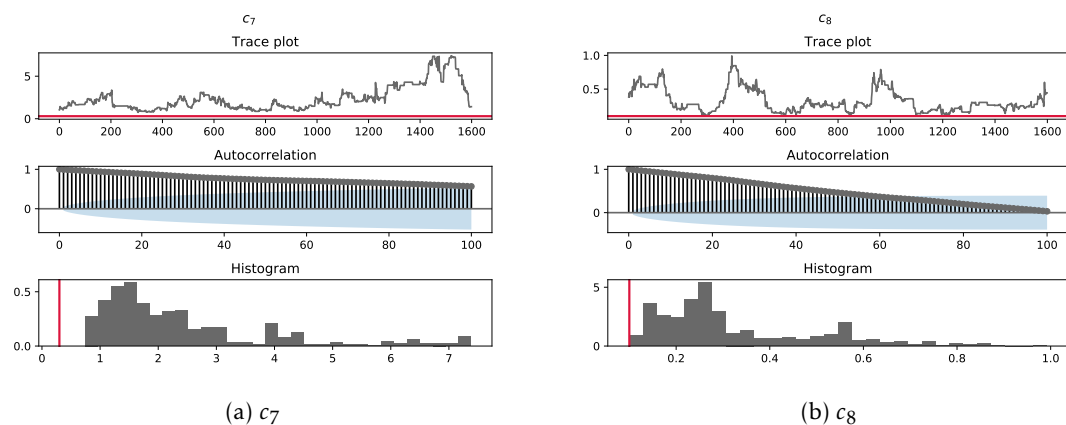 c7
Trace plot
5
0
0 200 400 600 800 1000 1200 1400 1600
Autocorrelation
1
0
0 20 40 60 80 100
Histogram
0.5
0.0
0 1 2 3 4 5 6 7
(a) c7
c8
Trace plot
1.0
0.5
0 200 400 600 800 1000 1200 1400 1600
Autocorrelation
1
0
0 20 40 60 80 100
Histogram
5
0
0.2 0.4 0.6 0.8 1.0
(b) c8